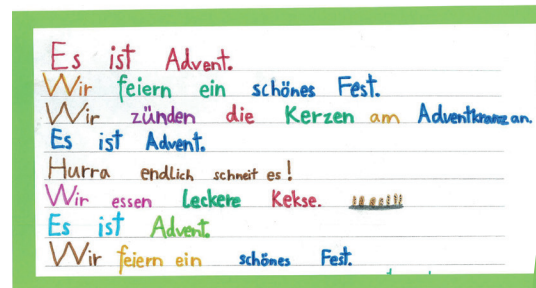 Es ist Advent.
Wir feiern ein schönes Fest.
Wir zünden die Kerzen am Adventkranz an.
Es ist Advent.
Hurra endlich schneit es!
Wir essen Leckere Kekse.
Es ist Advent.
Wir feiern ein schönes Fest.